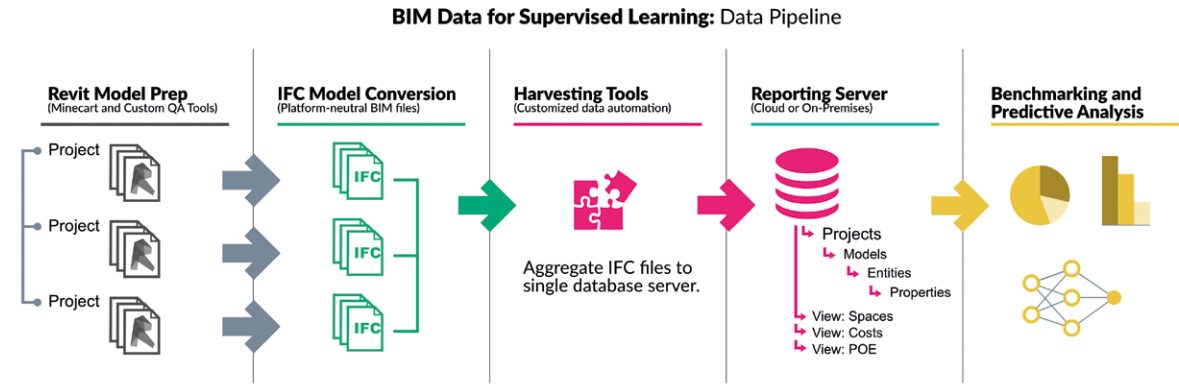 BIM Data for Supervised Learning: Data Pipeline
Revit Model Prep
(Minecart and Custom QA Tools)
Project
Project
Project
IFC Model Conversion
(Platform-neutral BIM files)
IFC
IFC
IFC
Harvesting Tools
(Customized data automation)
Aggregate IFC files to
single database server.
Reporting Server
(Cloud or On-Premises)
Projects
Models
Entities
Properties
View: Spaces
View: Costs
View: POE
Benchmarking and
Predictive Analysis